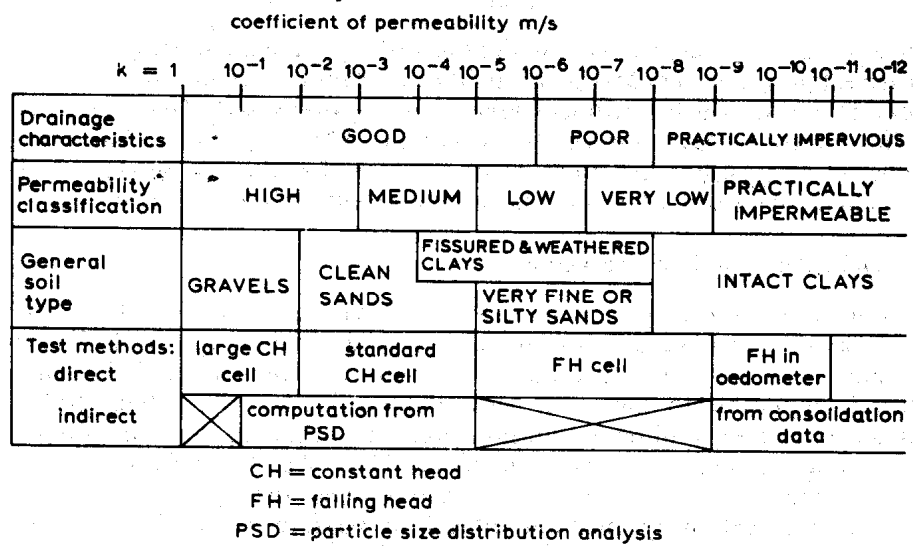 coefficient of permeability m/s
k = 1 10⁻¹ 10⁻² 10⁻³ 10⁻⁴ 10⁻⁵ 10⁻⁶ 10⁻⁷ 10⁻⁸ 10⁻⁹ 10⁻¹⁰ 10⁻¹¹ 10⁻¹²
Drainage
characteristics
GOOD POOR PRACTICALLY IMPERVIOUS
Permeability
classification
HIGH MEDIUM LOW VERY LOW PRACTICALLY
IMPERMEABLE
General
soil
type
GRAVELS
CLEAN
SANDS
FISSURED & WEATHERED
CLAYS
VERY FINE OR
SILTY SANDS
INTACT CLAYS
Test methods:
direct
large CH
cell
standard
CH cell
FH cell
FH in
oedometer
indirect
computation from
PSD
from consolidation
data
CH = constant head
FH = falling head
PSD = particle size distribution analysis